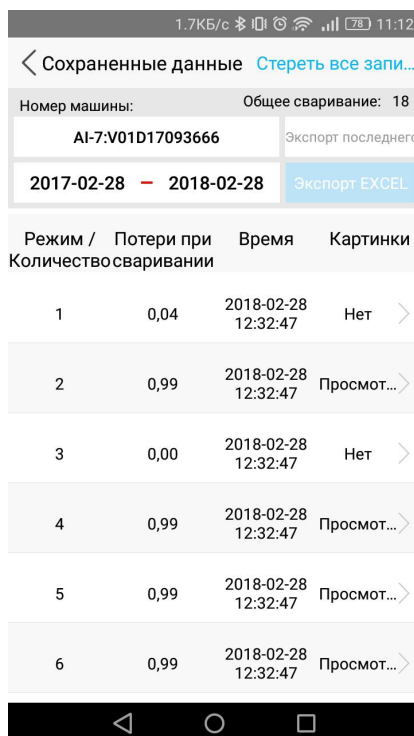 1.7КБ/с 78 11:12
Сохраненные данные Стереть все запи...
Номер машины: Общее сваривание: 18
AI-7:V01D17093666 Экспорт последнего
2017-02-28 – 2018-02-28 Экспорт EXCEL
Режим / Потери при Время Картинки
Количество сваривании
1 0,04 2018-02-28 12:32:47 Нет
2 0,99 2018-02-28 12:32:47 Просмот...
3 0,00 2018-02-28 12:32:47 Нет
4 0,99 2018-02-28 12:32:47 Просмот...
5 0,99 2018-02-28 12:32:47 Просмот...
6 0,99 2018-02-28 12:32:47 Просмот...